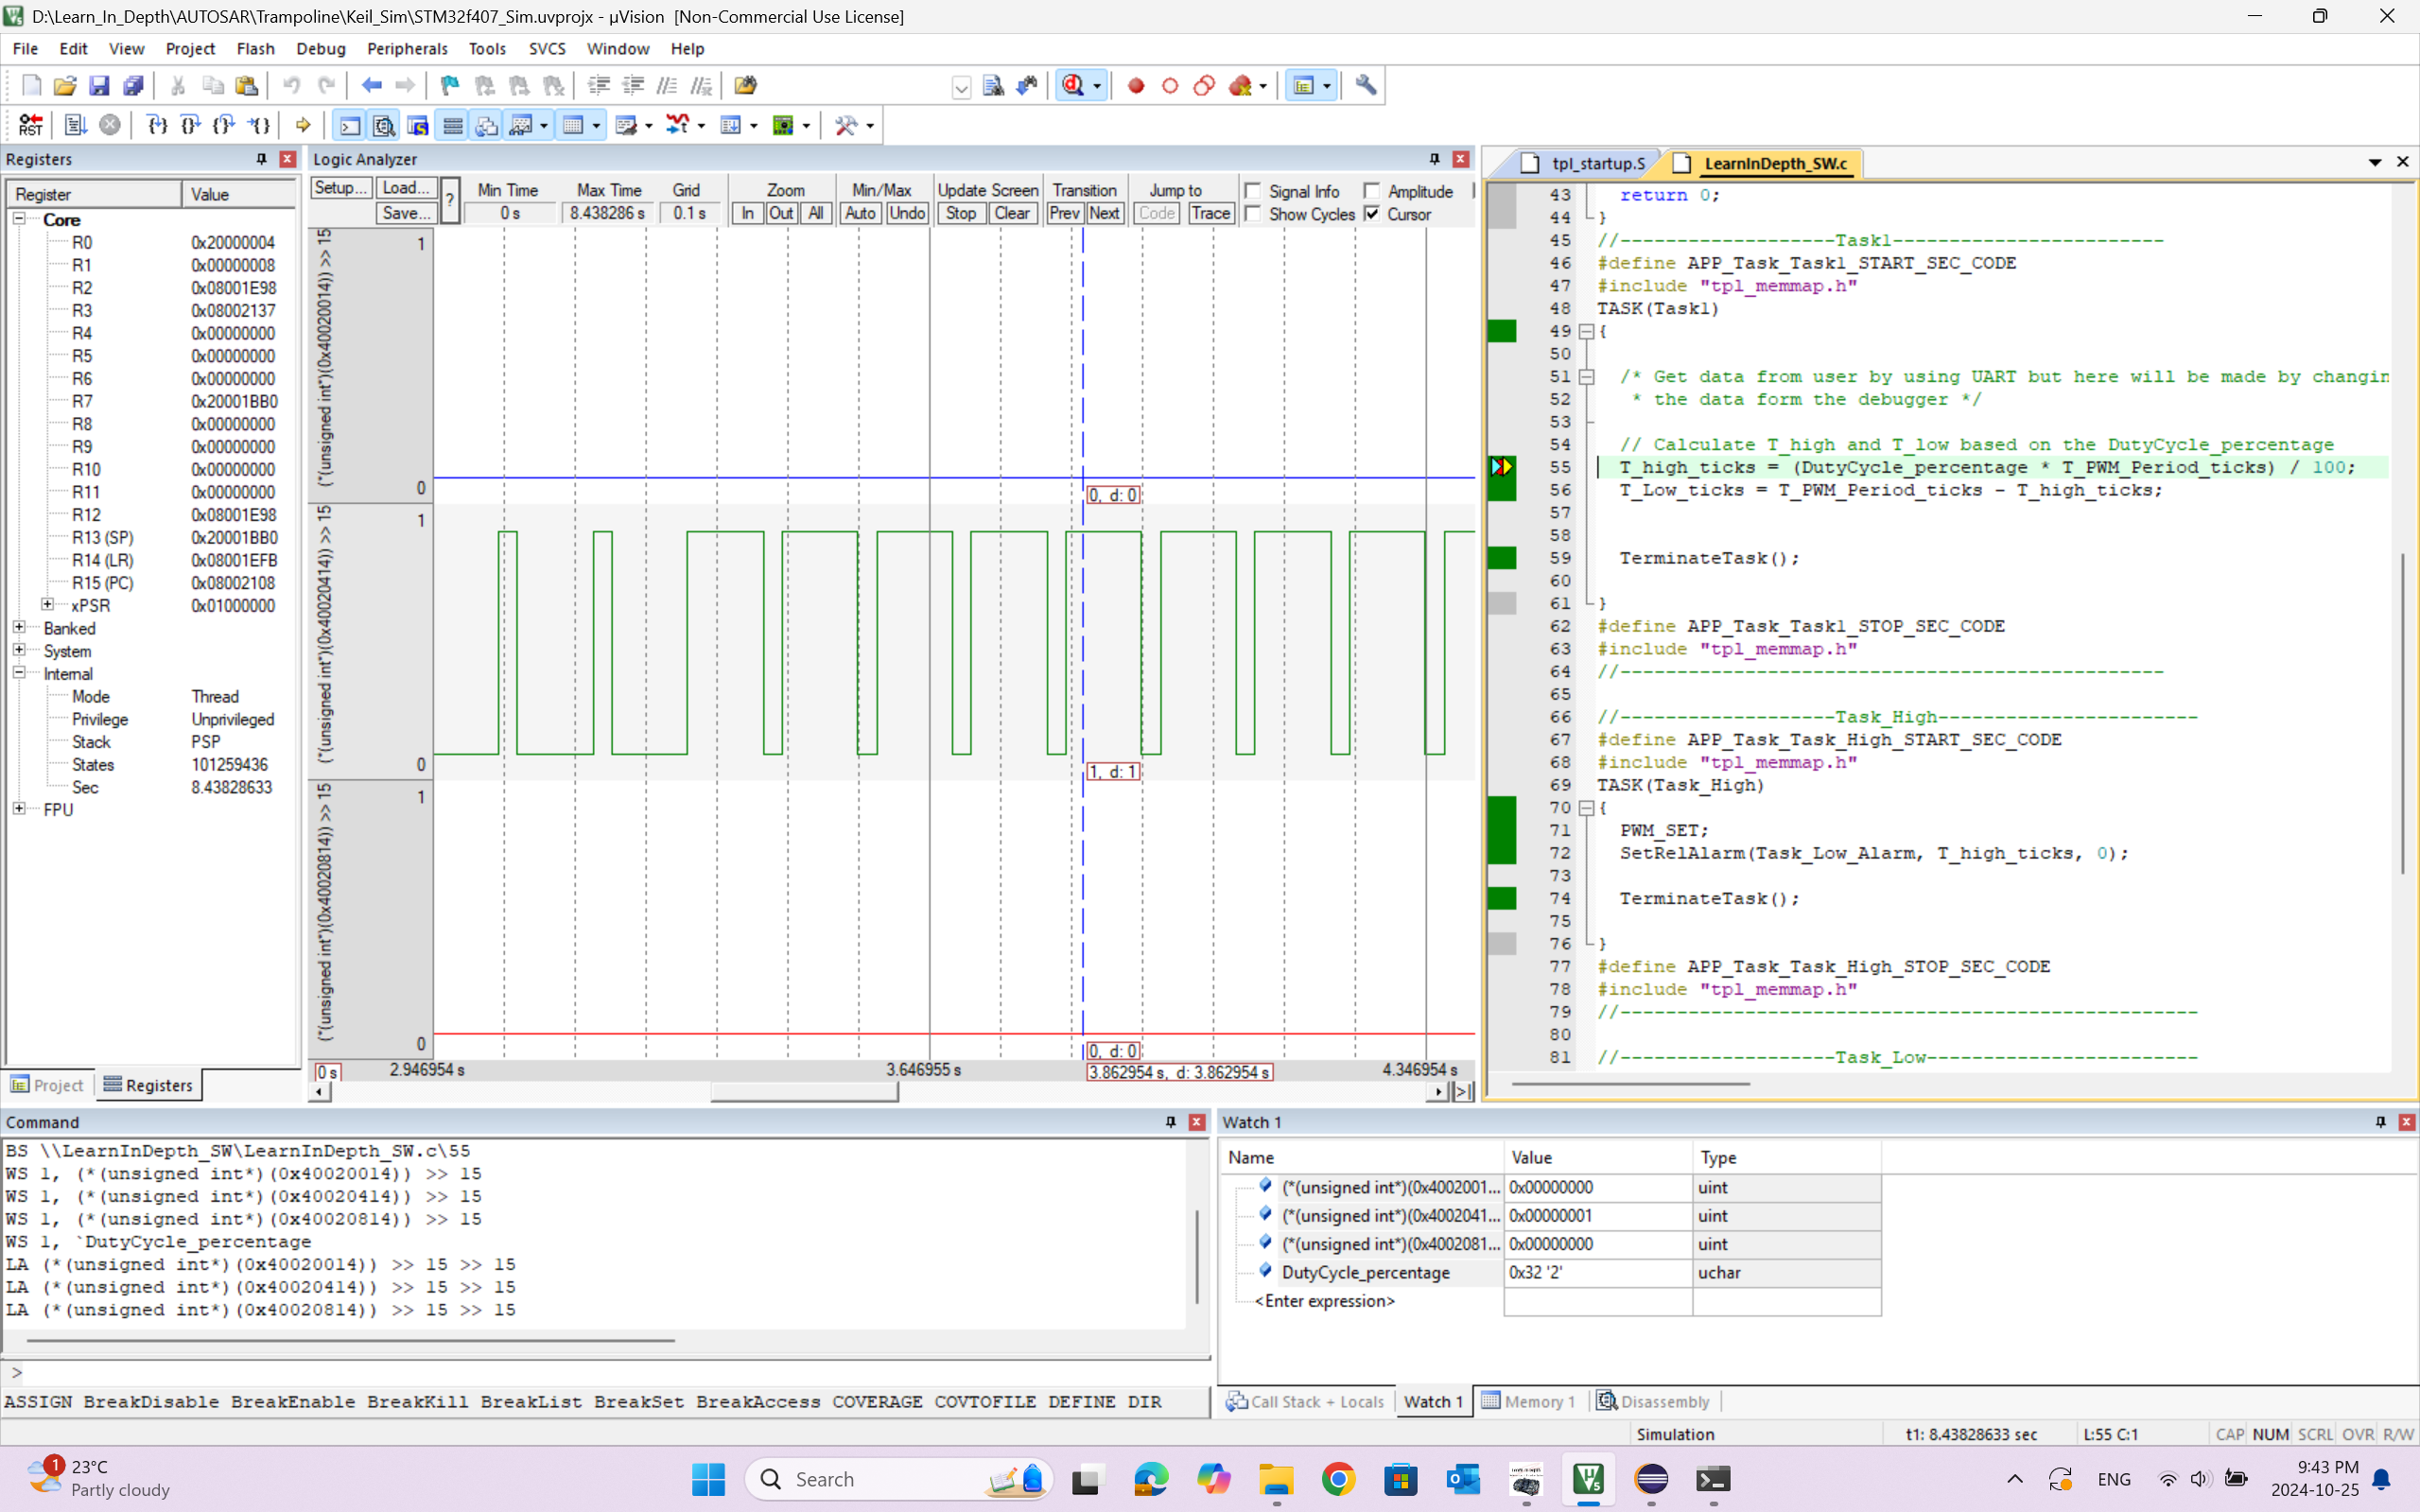 D:\Learn_In_Depth\AUTOSAR\Trampoline\Keil_Sim\STM32f407_Sim.uvprojx - µVision [Non-Commercial Use License]
File Edit View Project Flash Debug Peripherals Tools SVCS Window Help
RST
Registers
Register Value
Core
R0 0x20000004
R1 0x00000008
R2 0x08001E98
R3 0x08002137
R4 0x00000000
R5 0x00000000
R6 0x00000000
R7 0x20001BB0
R8 0x00000000
R9 0x00000000
R10 0x00000000
R11 0x00000000
R12 0x08001E98
R13 (SP) 0x20001BB0
R14 (LR) 0x08001EFB
R15 (PC) 0x08002108
xPSR 0x01000000
Banked
System
Internal
Mode Thread
Privilege Unprivileged
Stack PSP
States 101259436
Sec 8.43828633
FPU
Project Registers
Logic Analyzer
Setup... Load... ? Min Time Max Time Grid Zoom Min/Max Update Screen Transition Jump to Signal Info Amplitude
Save... 0 s 8.438286 s 0.1 s In Out All Auto Undo Stop Clear Prev Next Code Trace Show Cycles Cursor
(*(unsigned int*)(0x40020014)) >> 15
1
0
0, d: 0
(*(unsigned int*)(0x40020414)) >> 15
1
0
1, d: 1
(*(unsigned int*)(0x40020814)) >> 15
1
0
0, d: 0
0 s 2.946954 s 3.646955 s 3.862954 s, d: 3.862954 s 4.346954 s
tpl_startup.S LearnInDepth_SW.c
43 return 0;
44 }
45 //-------------------Task1------------------------
46 #define APP_Task_Task1_START_SEC_CODE
47 #include "tpl_memmap.h"
48 TASK(Task1)
49 {
50
51 /* Get data from user by using UART but here will be made by changin
52 * the data form the debugger */
53
54 // Calculate T_high and T_low based on the DutyCycle_percentage
55 T_high_ticks = (DutyCycle_percentage * T_PWM_Period_ticks) / 100;
56 T_Low_ticks = T_PWM_Period_ticks - T_high_ticks;
57
58
59 TerminateTask();
60
61 }
62 #define APP_Task_Task1_STOP_SEC_CODE
63 #include "tpl_memmap.h"
64 //------------------------------------------------
65
66 //-------------------Task_High-----------------------
67 #define APP_Task_Task_High_START_SEC_CODE
68 #include "tpl_memmap.h"
69 TASK(Task_High)
70 {
71 PWM_SET;
72 SetRelAlarm(Task_Low_Alarm, T_high_ticks, 0);
73
74 TerminateTask();
75
76 }
77 #define APP_Task_Task_High_STOP_SEC_CODE
78 #include "tpl_memmap.h"
79 //---------------------------------------------------
80
81 //-------------------Task_Low------------------------
Command
BS \\LearnInDepth_SW\LearnInDepth_SW.c\55
WS 1, (*(unsigned int*)(0x40020014)) >> 15
WS 1, (*(unsigned int*)(0x40020414)) >> 15
WS 1, (*(unsigned int*)(0x40020814)) >> 15
WS 1, `DutyCycle_percentage
LA (*(unsigned int*)(0x40020014)) >> 15 >> 15
LA (*(unsigned int*)(0x40020414)) >> 15 >> 15
LA (*(unsigned int*)(0x40020814)) >> 15 >> 15
>
ASSIGN BreakDisable BreakEnable BreakKill BreakList BreakSet BreakAccess COVERAGE COVTOFILE DEFINE DIR
Watch 1
Name Value Type
(*(unsigned int*)(0x4002001... 0x00000000 uint
(*(unsigned int*)(0x4002041... 0x00000001 uint
(*(unsigned int*)(0x4002081... 0x00000000 uint
DutyCycle_percentage 0x32 '2' uchar
<Enter expression>
Call Stack + Locals Watch 1 Memory 1 Disassembly
Simulation t1: 8.43828633 sec L:55 C:1 CAP NUM SCRL OVR R/W
1
23°C
Partly cloudy
Search
ENG
9:43 PM
2024-10-25